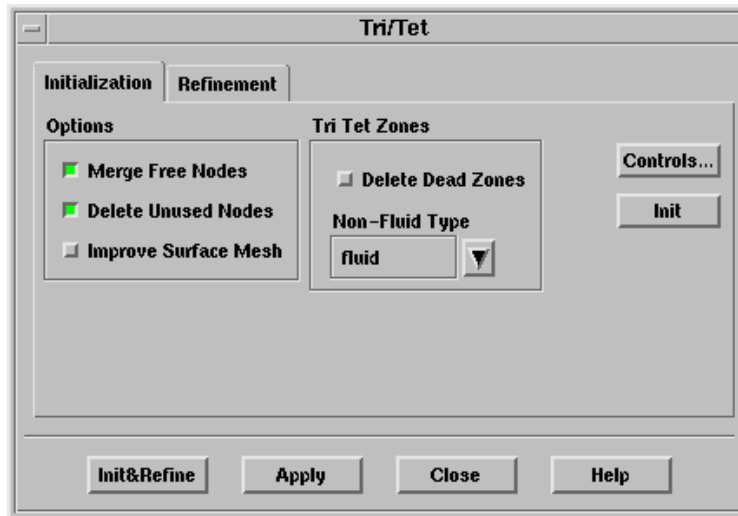 Tri/Tet
Initialization Refinement
Options
Merge Free Nodes
Delete Unused Nodes
Improve Surface Mesh
Tri Tet Zones
Delete Dead Zones
Non-Fluid Type
fluid
Controls...
Init
Init&Refine Apply Close Help